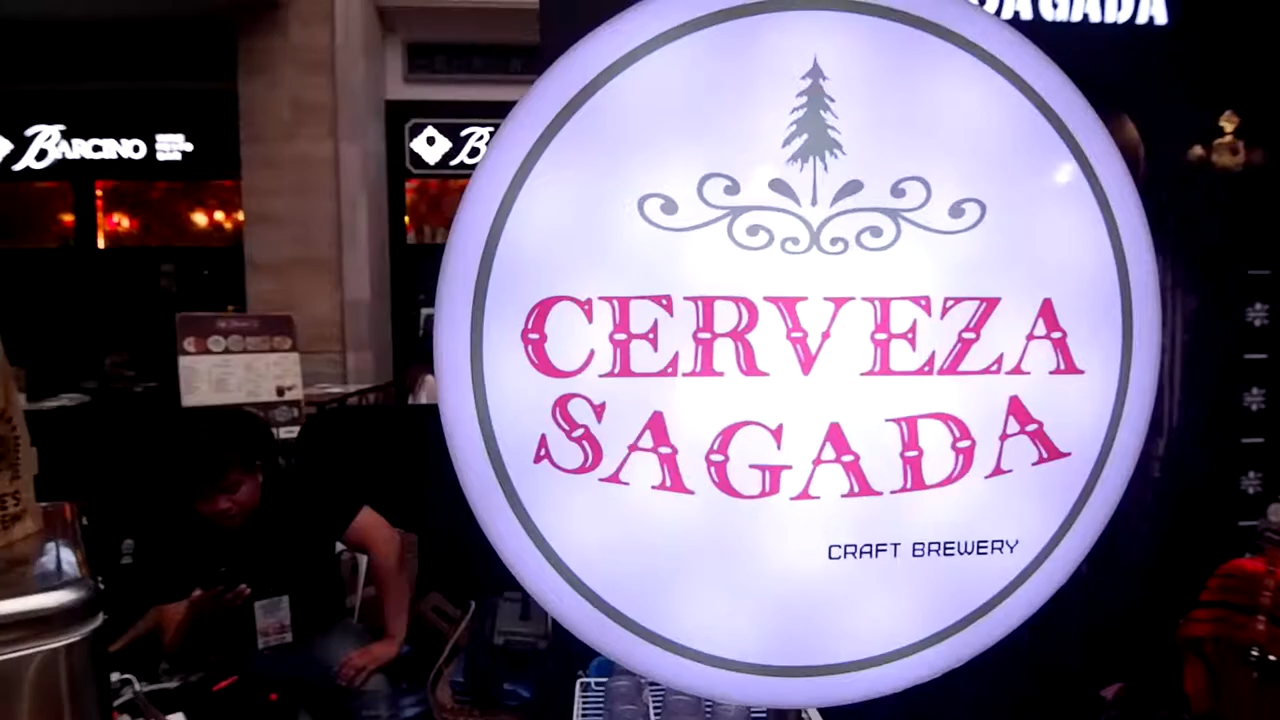 SAGADA
BARCINO
B
CERVEZA
SAGADA
CRAFT BREWERY